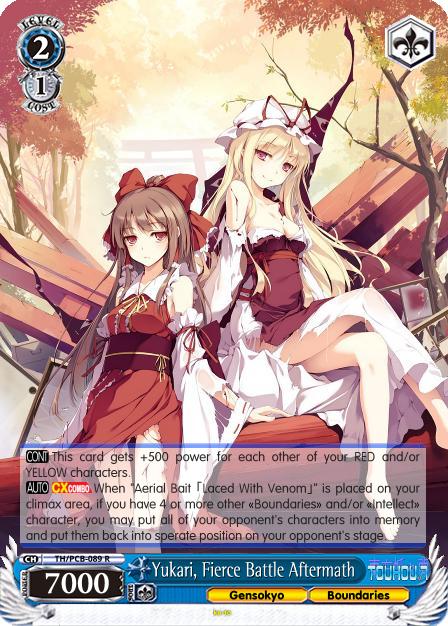 LEVEL
2
1
COST
CONT This card gets +500 power for each other of your RED and/or
YELLOW characters.
AUTO CXCOMBO When "Aerial Bait「Laced With Venom」" is placed on your
climax area, if you have 4 or more other «Boundaries» and/or «Intellect»
character, you may put all of your opponent's characters into memory
and put them back into sperate position on your opponent's stage.
CH TH/PCB-089 R
POWER 7000 SOUL Yukari, Fierce Battle Aftermath TOUHOU
Gensokyo Boundaries